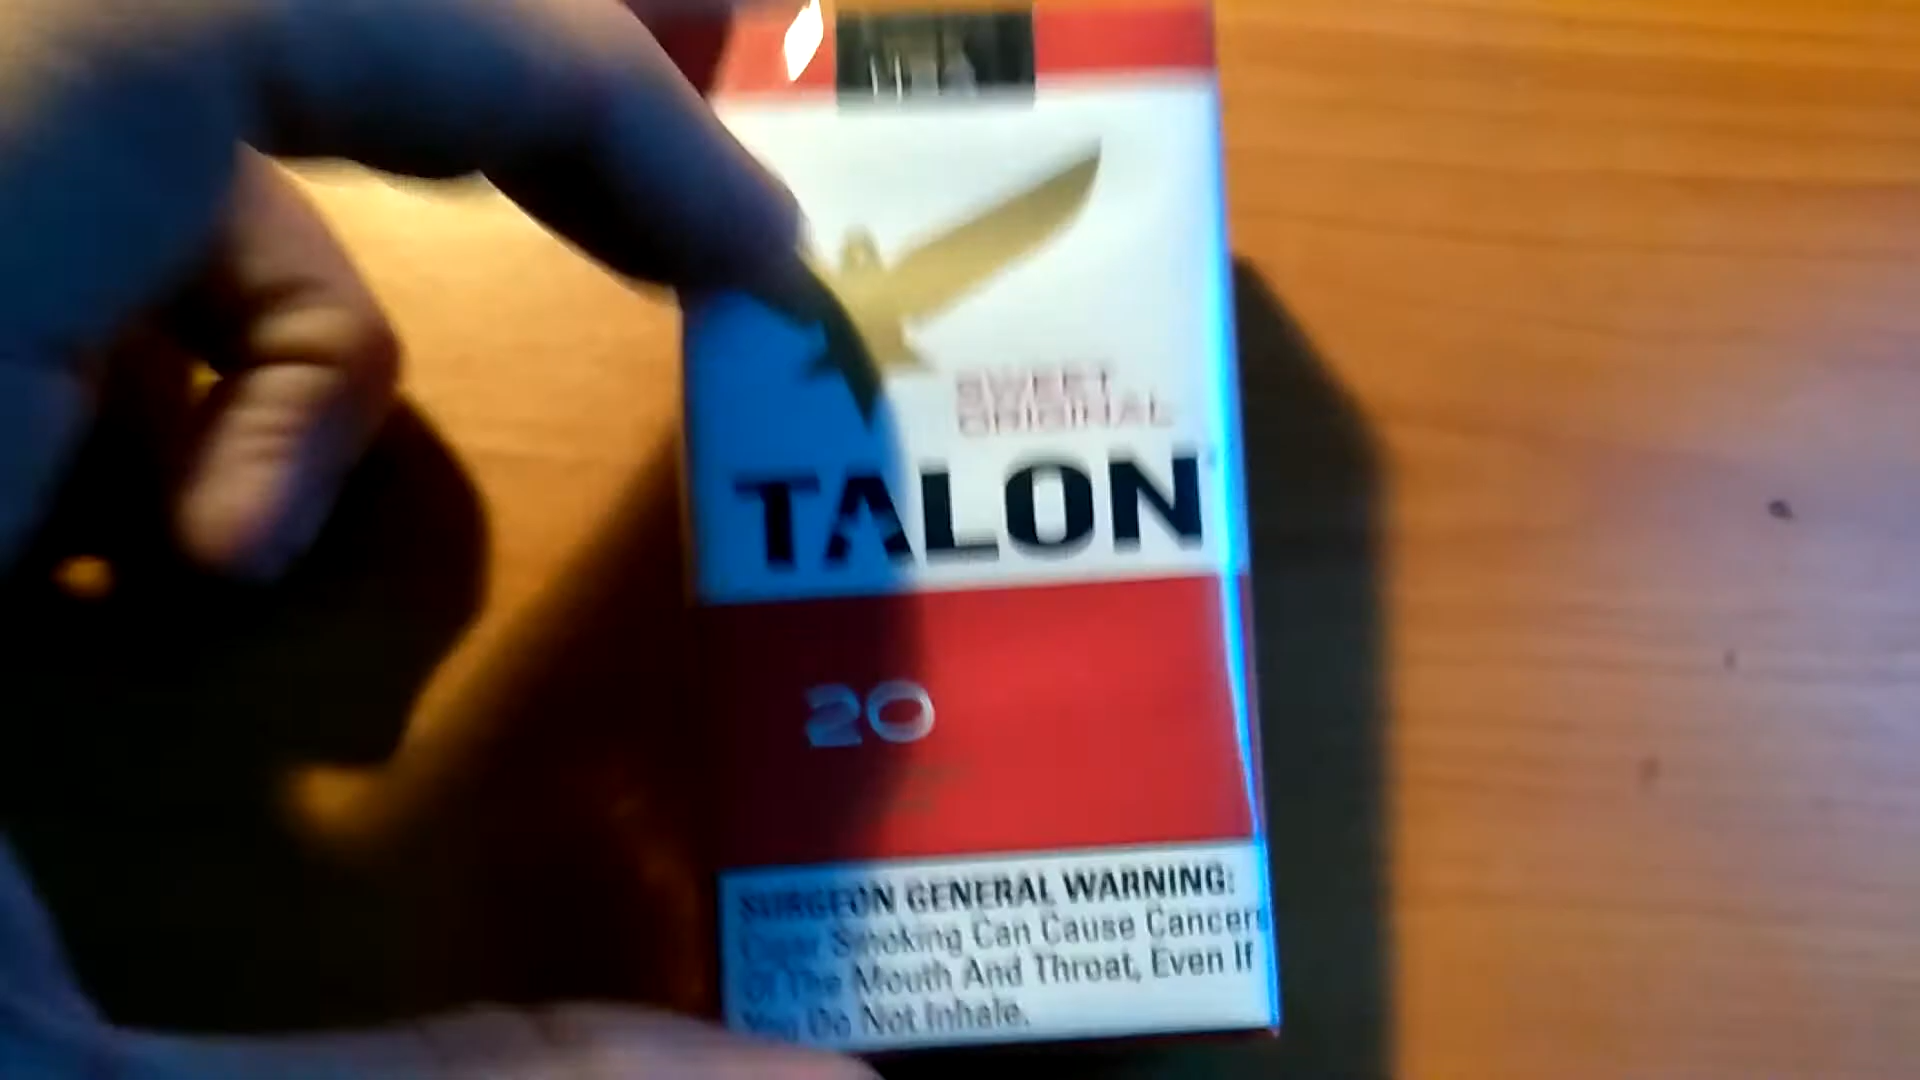 SWEET
ORIGINAL
TALON
20
SURGEON GENERAL WARNING:
Cigar Smoking Can Cause Cancers
Of The Mouth And Throat, Even If
You Do Not Inhale.